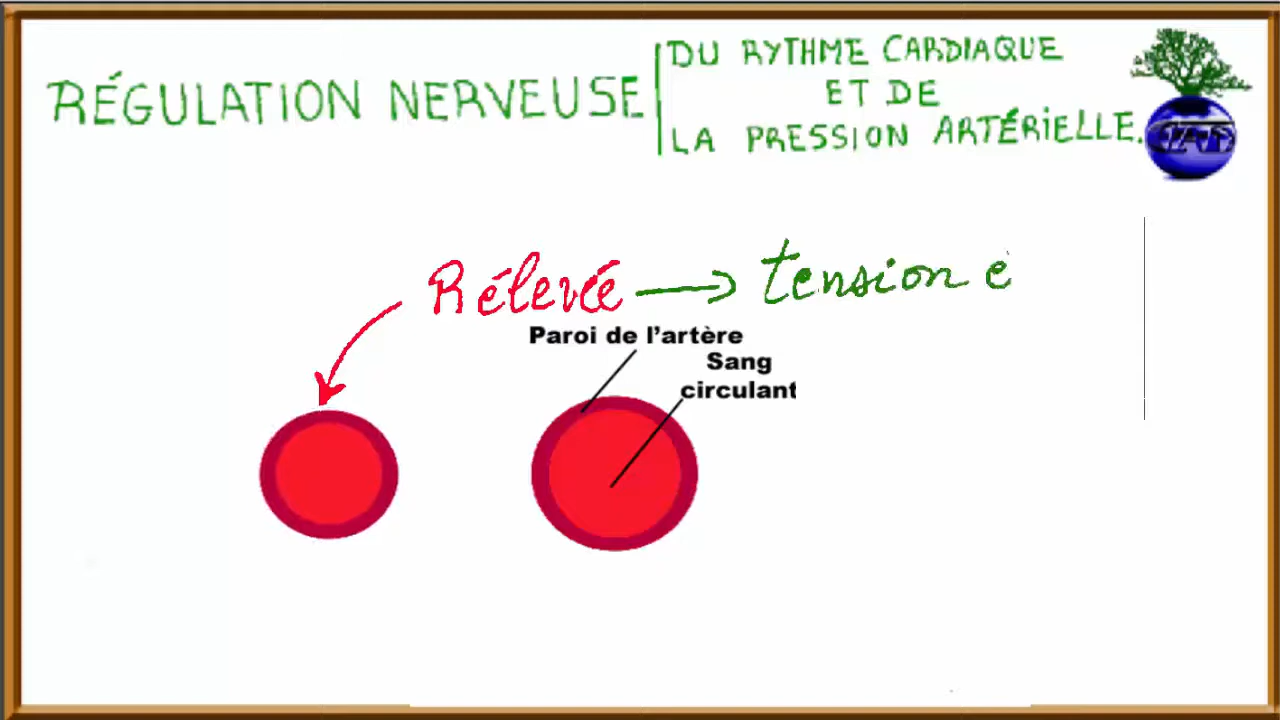 RÉGULATION NERVEUSE
DU RYTHME CARDIAQUE
ET DE
LA PRESSION ARTÉRIELLE.
Rélevée → tension é
Paroi de l'artère
Sang
circulant